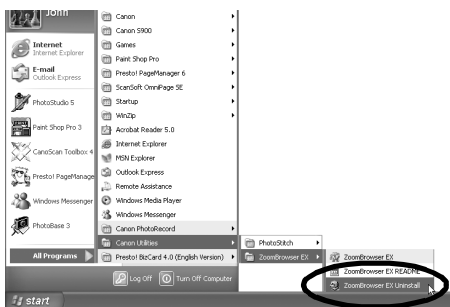 John
Internet
Internet Explorer
E-mail
Outlook Express
PhotoStudio 5
Paint Shop Pro 3
CanoScan Toolbox 4
Presto! PageManage
Windows Messenger
PhotoBase 3
All Programs
Canon
Canon S900
Games
Paint Shop Pro
Presto! PageManager 6
ScanSoft OmniPage SE
Startup
WinZip
Acrobat Reader 5.0
Internet Explorer
MSN Explorer
Outlook Express
Remote Assistance
Windows Media Player
Windows Messenger
Canon PhotoRecord
Canon Utilities
Presto! BizCard 4.0 (English Version)
PhotoStitch
ZoomBrowser EX
ZoomBrowser EX
ZoomBrowser EX README
ZoomBrowser EX Uninstall
Log Off
Turn Off Computer
start